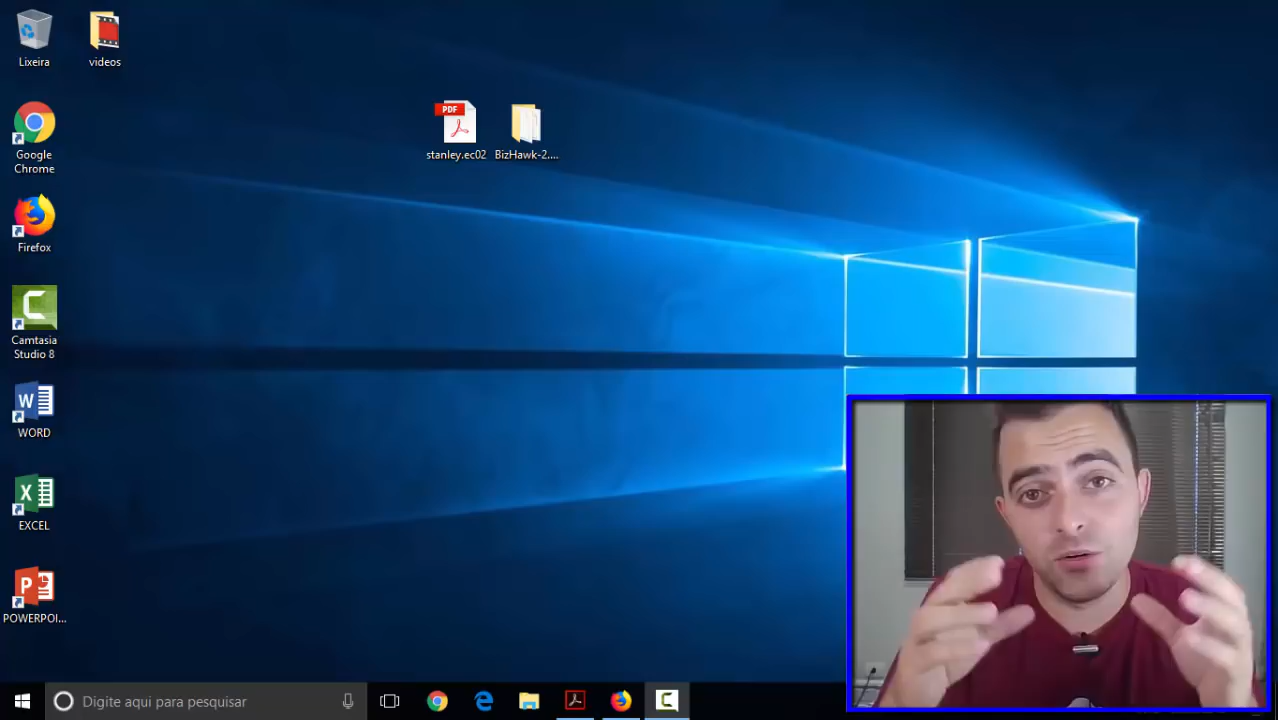 Lixeira
videos
Google
Chrome
PDF
stanley.ec02
BizHawk-2....
Firefox
Camtasia
Studio 8
W
WORD
X
EXCEL
P
POWERPOI...
Digite aqui para pesquisar